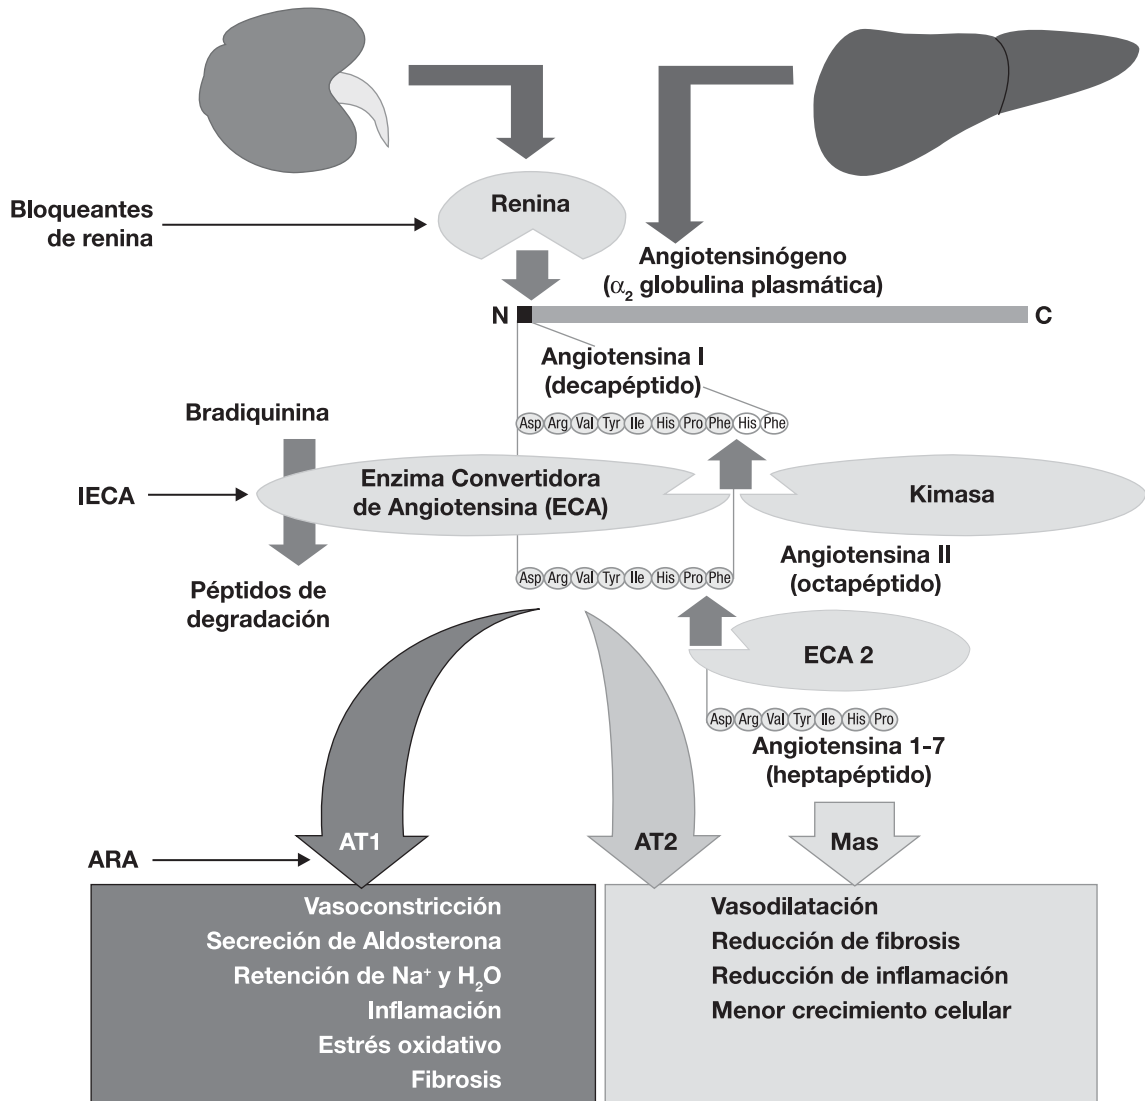 Renina
Bloqueantes
de renina
Angiotensinógeno
(α₂ globulina plasmática)
N
C
Angiotensina I
(decapéptido)
Asp Arg Val Tyr Ile His Pro Phe His Phe
Bradiquinina
IECA
Enzima Convertidora
de Angiotensina (ECA)
Kimasa
Angiotensina II
(octapéptido)
Asp Arg Val Tyr Ile His Pro Phe
Péptidos de
degradación
ECA 2
Asp Arg Val Tyr Ile His Pro
Angiotensina 1-7
(heptapéptido)
AT1
AT2
Mas
ARA
Vasoconstricción
Secreción de Aldosterona
Retención de Na⁺ y H₂O
Inflamación
Estrés oxidativo
Fibrosis
Vasodilatación
Reducción de fibrosis
Reducción de inflamación
Menor crecimiento celular